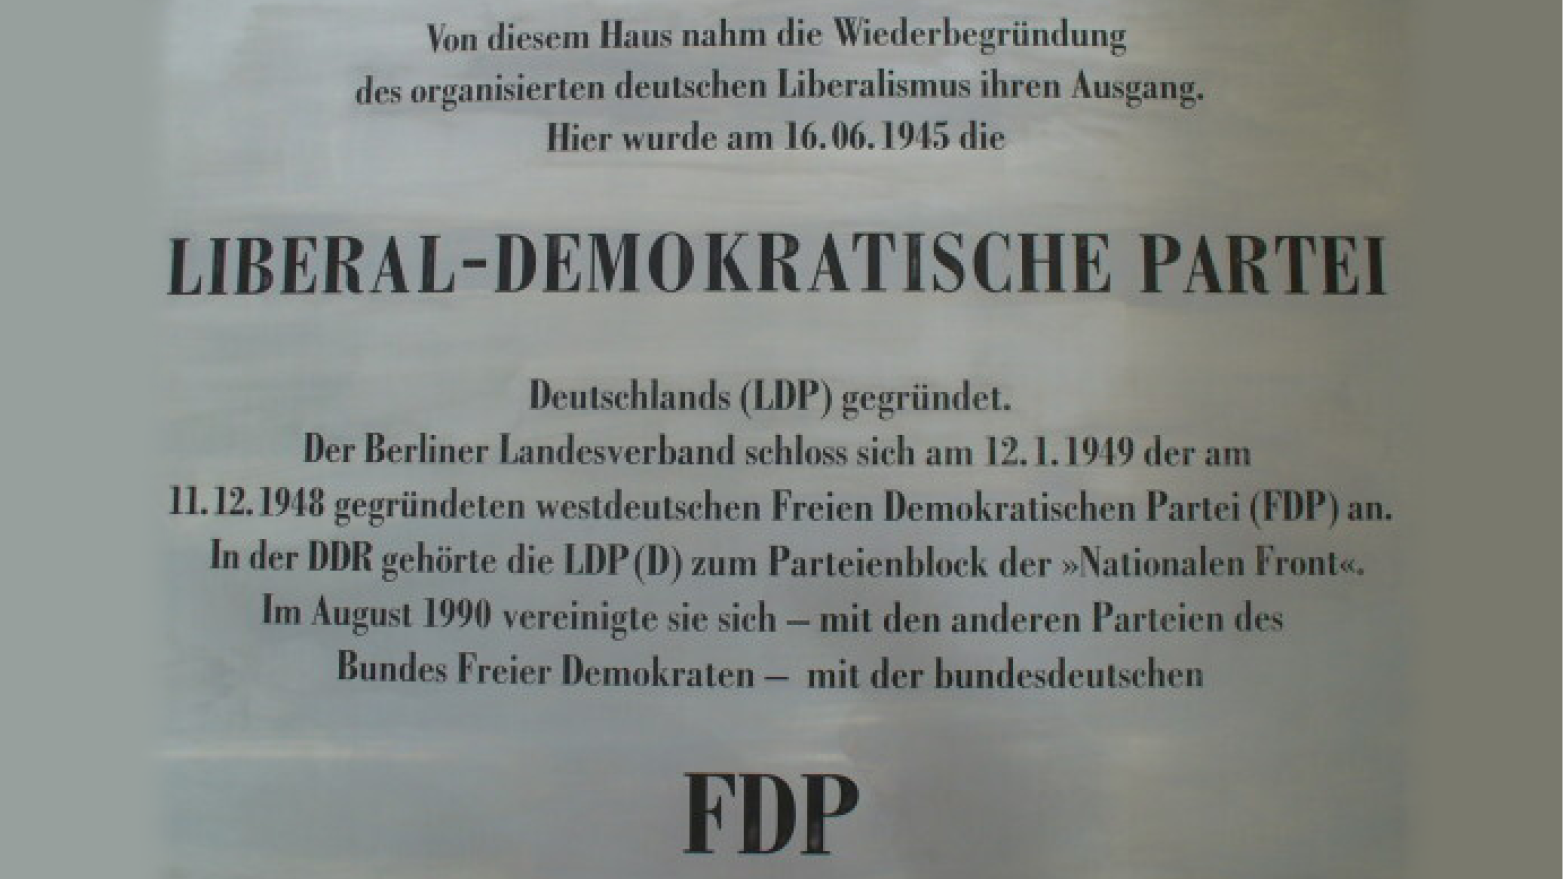 Von diesem Haus nahm die Wiederbegründung
des organisierten deutschen Liberalismus ihren Ausgang.
Hier wurde am 16.06.1945 die
LIBERAL-DEMOKRATISCHE PARTEI
Deutschlands (LDP) gegründet.
Der Berliner Landesverband schloss sich am 12.1.1949 der am
11.12.1948 gegründeten westdeutschen Freien Demokratischen Partei (FDP) an.
In der DDR gehörte die LDP(D) zum Parteienblock der »Nationalen Front«.
Im August 1990 vereinigte sie sich – mit den anderen Parteien des
Bundes Freier Demokraten – mit der bundesdeutschen
FDP